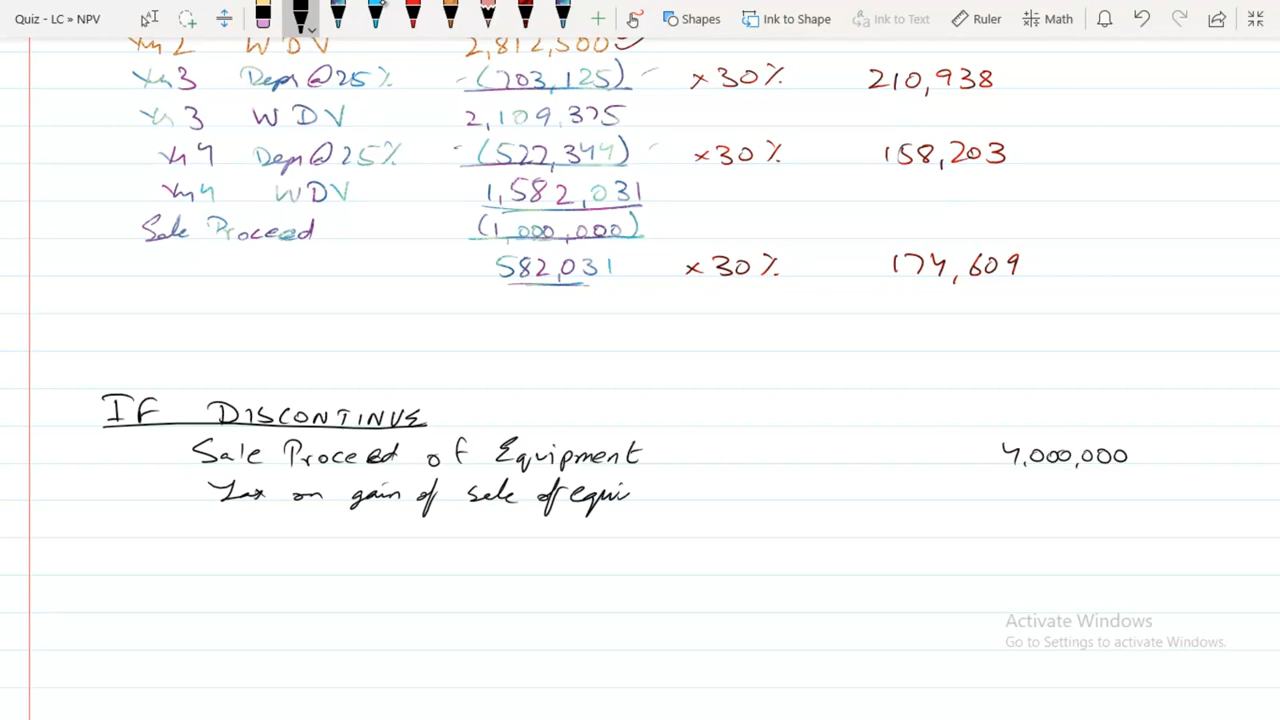 Quiz - LC » NPV Shapes Ink to Shape Ink to Text Ruler Math
Yr 2 WDV 2,812,500
Yr 3 Depr @ 25% (703,125) x 30% 210,938
Yr 3 WDV 2,109,375
Yr 4 Depr @ 25% (527,344) x 30% 158,203
Yr 4 WDV 1,582,031
Sale Proceed (1,000,000)
582,031 x 30% 174,609
IF DISCONTINUE
Sale Proceed of Equipment 4,000,000
Tax on gain of sale of equi
Activate Windows
Go to Settings to activate Windows.